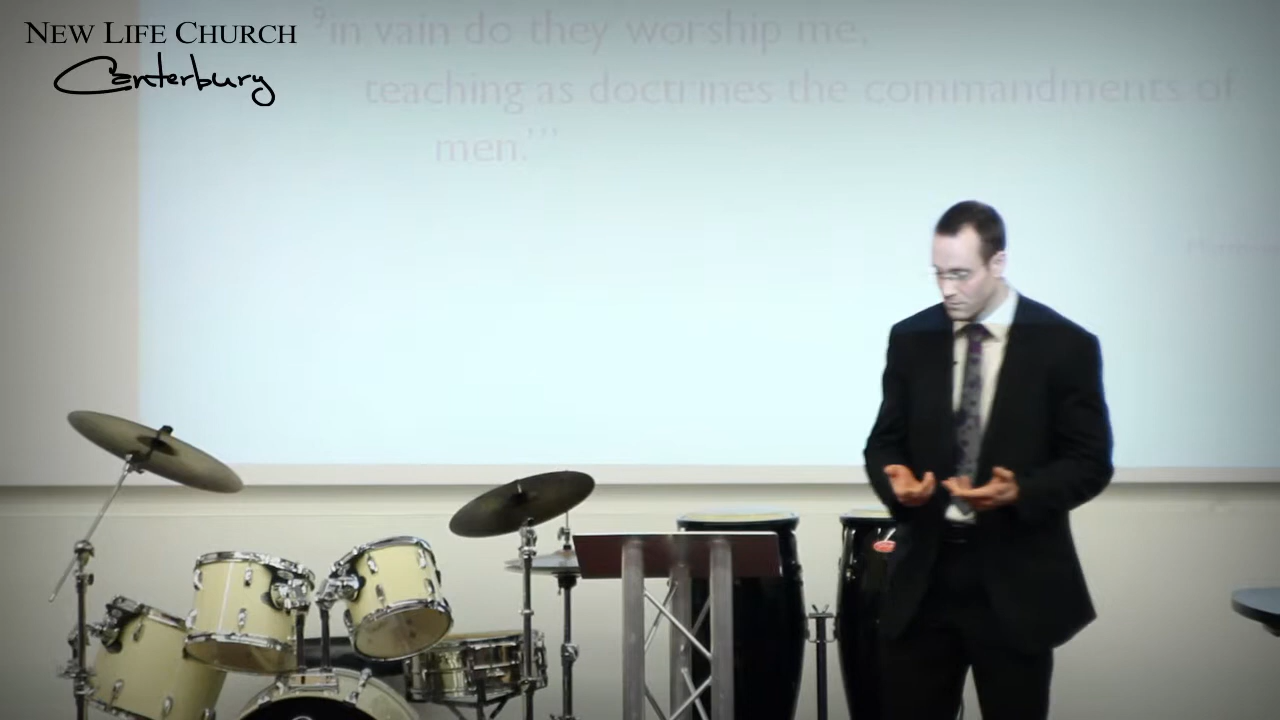 NEW LIFE CHURCH
Canterbury
⁹in vain do they worship me,
teaching as doctrines the commandments of
men.’”